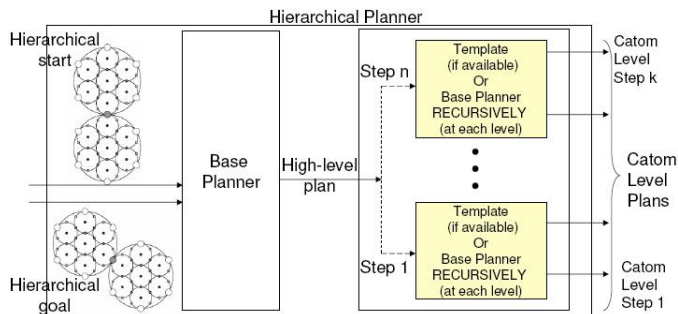 Hierarchical Planner
Hierarchical
start
Base
Planner
High-level
plan
Step n
Template
(if available)
Or
Base Planner
RECURSIVELY
(at each level)
Catom
Level
Step k
Catom
Level
Plans
Step 1
Template
(if available)
Or
Base Planner
RECURSIVELY
(at each level)
Catom
Level
Step 1
Hierarchical
goal